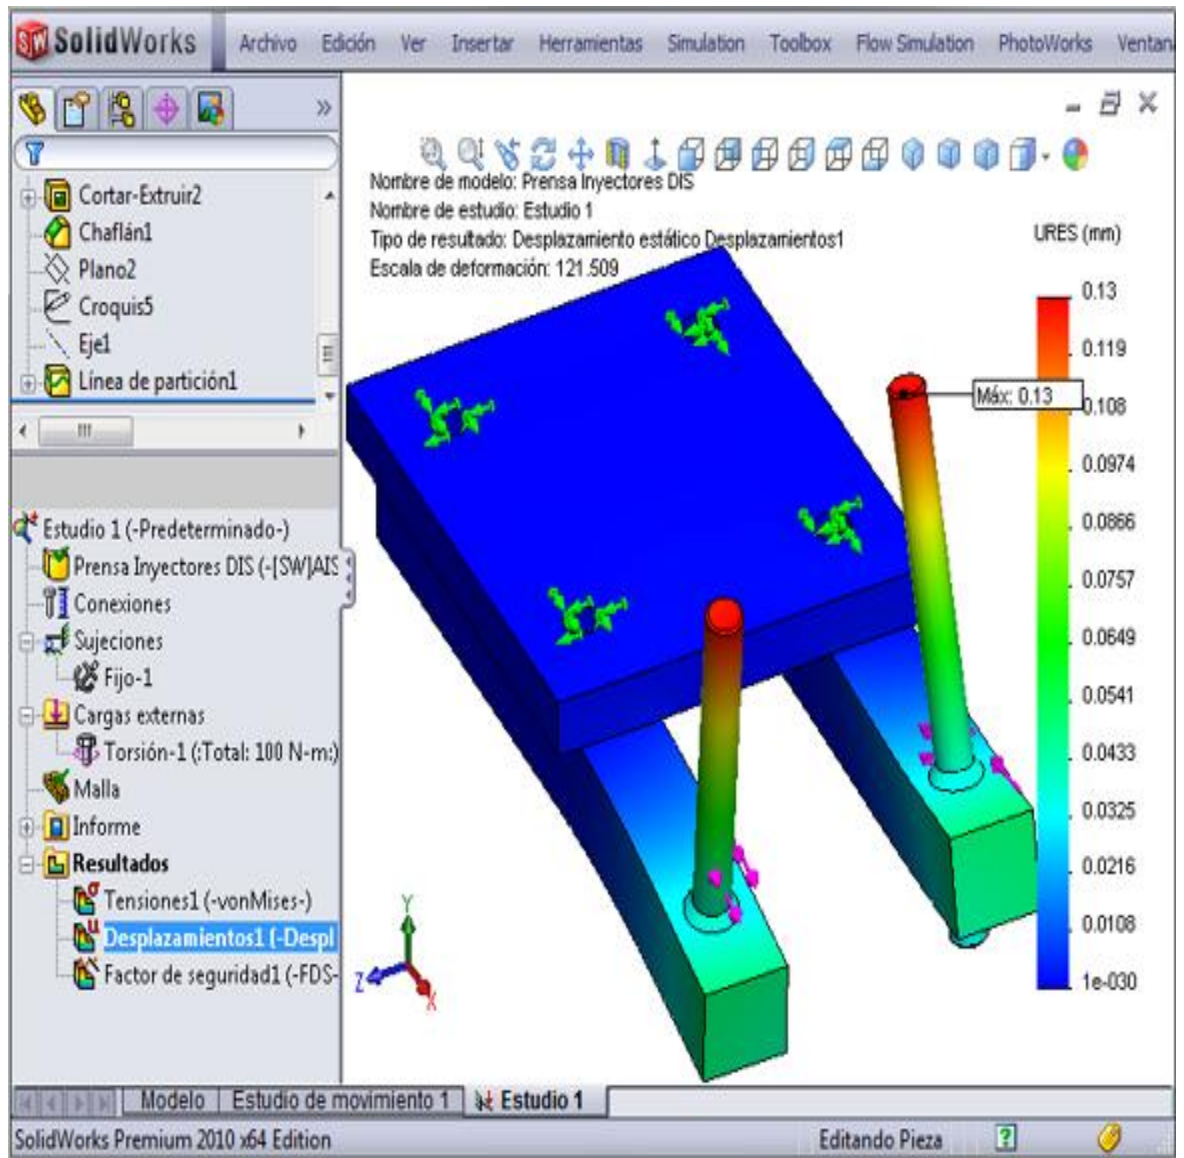 SolidWorks Archivo Edición Ver Insertar Herramientas Simulation Toolbox Flow Simulation PhotoWorks Ventan
Cortar-Extruir2
Chaflán1
Plano2
Croquis5
Eje1
Línea de partición1
Estudio 1 (-Predeterminado-)
Prensa Inyectores DIS (-[SW]AIS
Conexiones
Sujeciones
Fijo-1
Cargas externas
Torsión-1 (:Total: 100 N-m:)
Malla
Informe
Resultados
Tensiones1 (-vonMises-)
Desplazamientos1 (-Despl
Factor de seguridad1 (-FDS-
Nombre de modelo: Prensa Inyectores DIS
Nombre de estudio: Estudio 1
Tipo de resultado: Desplazamiento estático Desplazamientos1
Escala de deformación: 121.509
URES (mm)
0.13
0.119
Máx: 0.13
0.108
0.0974
0.0866
0.0757
0.0649
0.0541
0.0433
0.0325
0.0216
0.0108
1e-030
Y
Z
X
Modelo Estudio de movimiento 1 Estudio 1
SolidWorks Premium 2010 x64 Edition Editando Pieza